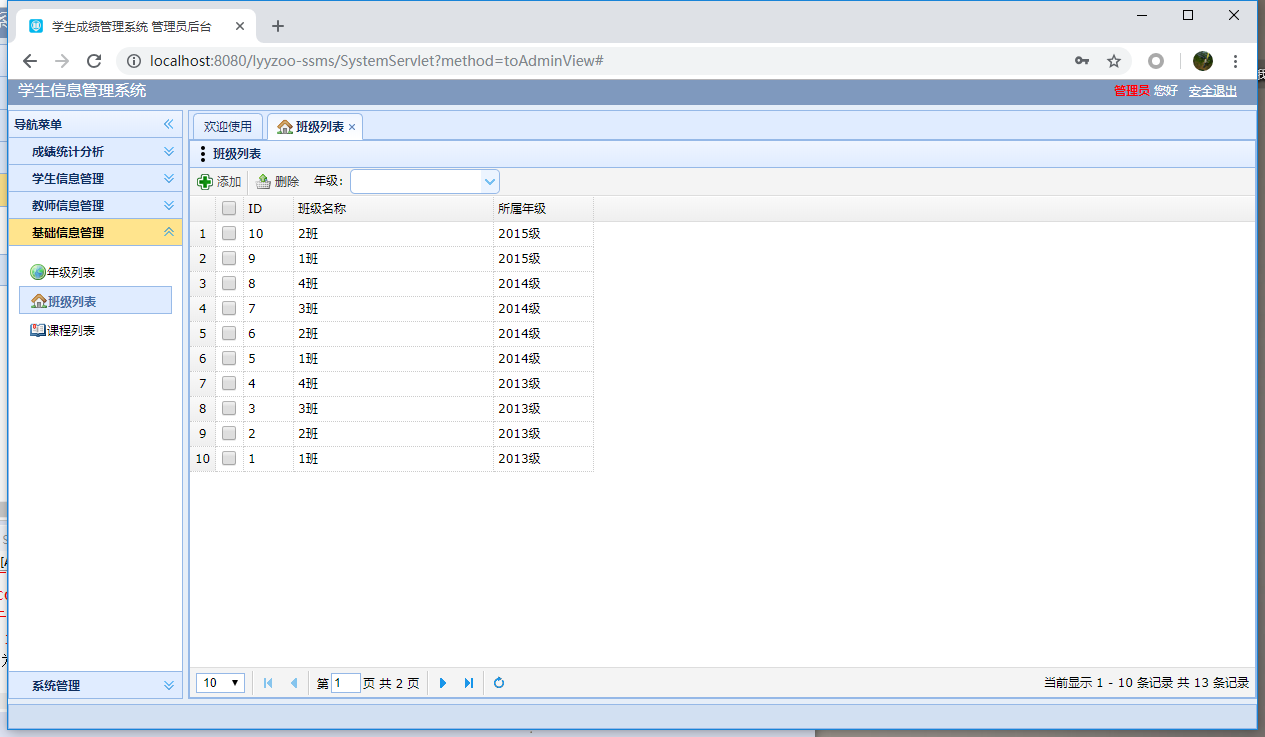 学生成绩管理系统 管理员后台
localhost:8080/lyyzoo-ssms/SystemServlet?method=toAdminView#
学生信息管理系统
管理员 您好 安全退出
导航菜单
成绩统计分析
学生信息管理
教师信息管理
基础信息管理
年级列表
班级列表
课程列表
系统管理
欢迎使用 班级列表
班级列表
添加 删除 年级:
ID 班级名称 所属年级
1 10 2班 2015级
2 9 1班 2015级
3 8 4班 2014级
4 7 3班 2014级
5 6 2班 2014级
6 5 1班 2014级
7 4 4班 2013级
8 3 3班 2013级
9 2 2班 2013级
10 1 1班 2013级
10 第 1 页 共 2 页 当前显示 1 - 10 条记录 共 13 条记录